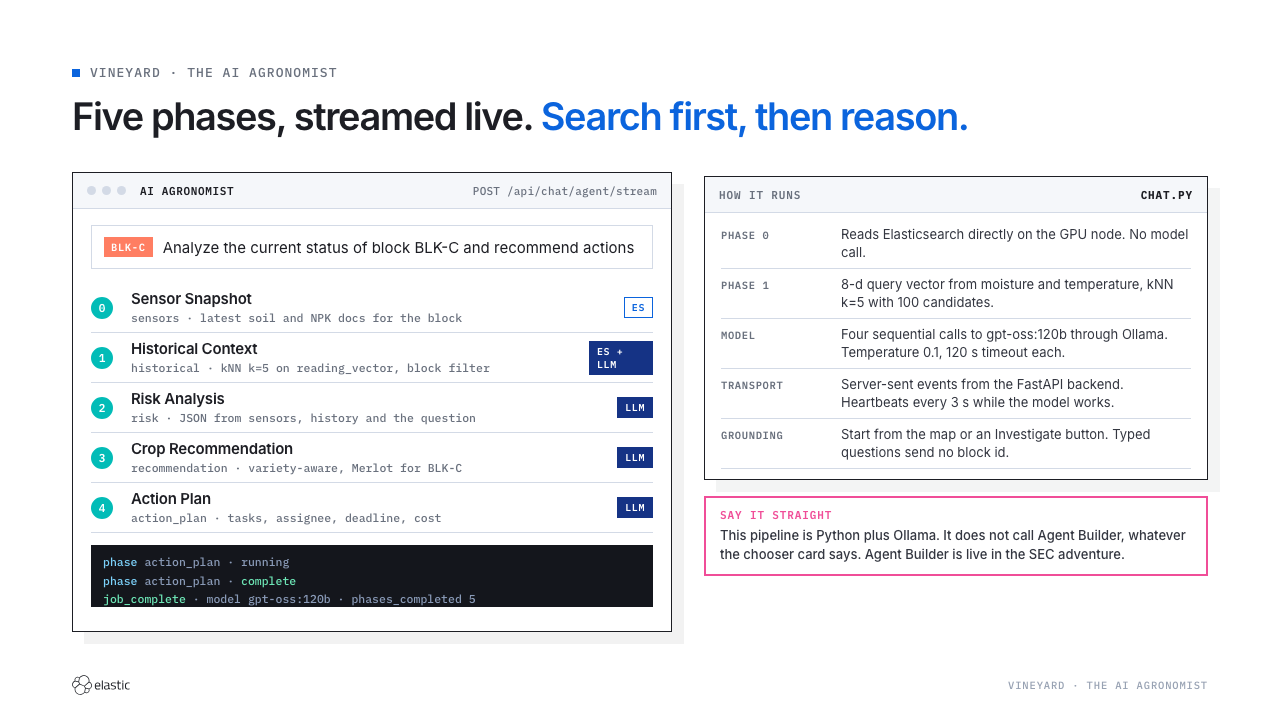 VINEYARD · THE AI AGRONOMIST
Five phases, streamed live. Search first, then reason.
AI AGRONOMIST
POST /api/chat/agent/stream
BLK-C
Analyze the current status of block BLK-C and recommend actions
0
Sensor Snapshot
sensors · latest soil and NPK docs for the block
ES
1
Historical Context
historical · kNN k=5 on reading_vector, block filter
ES +
LLM
2
Risk Analysis
risk · JSON from sensors, history and the question
LLM
3
Crop Recommendation
recommendation · variety-aware, Merlot for BLK-C
LLM
4
Action Plan
action_plan · tasks, assignee, deadline, cost
LLM
phase action_plan · running
phase action_plan · complete
job_complete · model gpt-oss:120b · phases_completed 5
HOW IT RUNS
CHAT.PY
PHASE 0
Reads Elasticsearch directly on the GPU node. No model
call.
PHASE 1
8-d query vector from moisture and temperature, kNN
k=5 with 100 candidates.
MODEL
Four sequential calls to gpt-oss:120b through Ollama.
Temperature 0.1, 120 s timeout each.
TRANSPORT
Server-sent events from the FastAPI backend.
Heartbeats every 3 s while the model works.
GROUNDING
Start from the map or an Investigate button. Typed
questions send no block id.
SAY IT STRAIGHT
This pipeline is Python plus Ollama. It does not call Agent Builder, whatever
the chooser card says. Agent Builder is live in the SEC adventure.
elastic
VINEYARD · THE AI AGRONOMIST